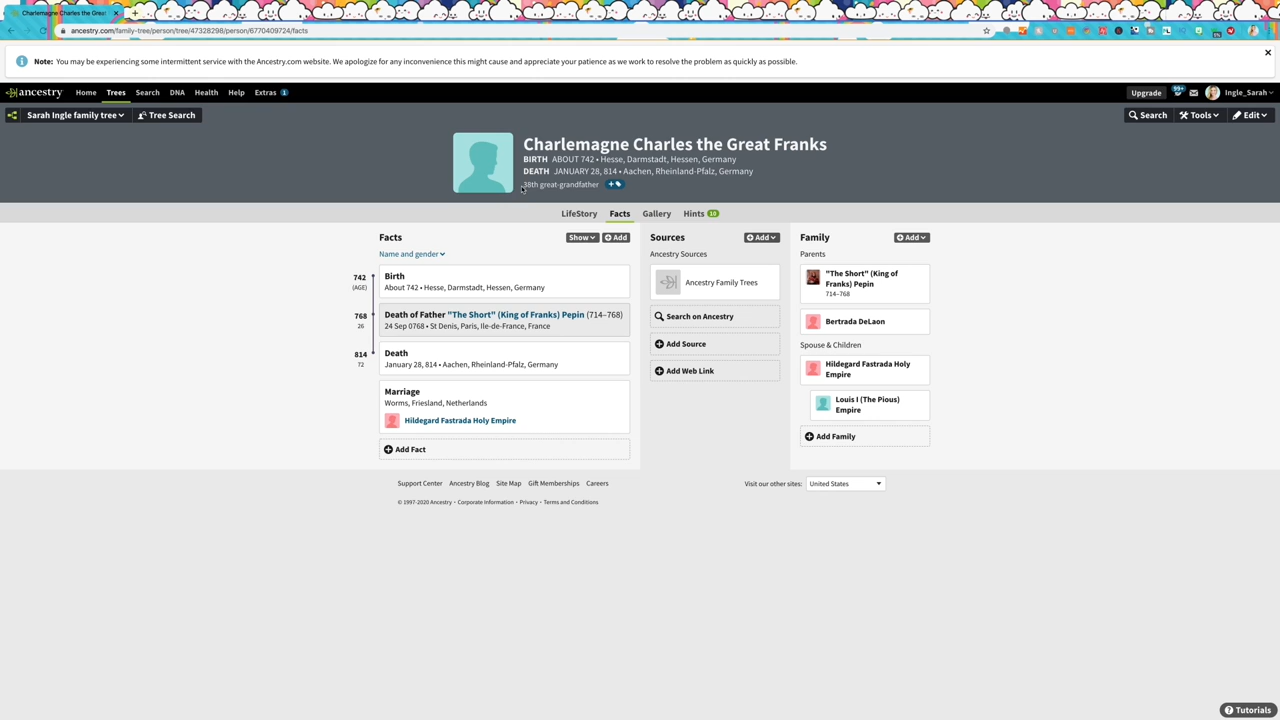 Charlemagne Charles the Grea
ancestry.com/family-tree/person/tree/47328298/person/6770409724/facts
Note: You may be experiencing some intermittent service with the Ancestry.com website. We apologize for any inconvenience this might cause and appreciate your patience as we work to resolve the problem as quickly as possible.
ancestry Home Trees Search DNA Health Help Extras 1 Upgrade 99+ Ingle_Sarah
Sarah Ingle family tree Tree Search Search Tools Edit
Charlemagne Charles the Great Franks
BIRTH ABOUT 742 • Hesse, Darmstadt, Hessen, Germany
DEATH JANUARY 28, 814 • Aachen, Rheinland-Pfalz, Germany
38th great-grandfather
LifeStory Facts Gallery Hints 10
Facts Show Add
Name and gender
742
(AGE)
Birth
About 742 • Hesse, Darmstadt, Hessen, Germany
768
26
Death of Father "The Short" (King of Franks) Pepin (714–768)
24 Sep 0768 • St Denis, Paris, Ile-de-France, France
814
72
Death
January 28, 814 • Aachen, Rheinland-Pfalz, Germany
Marriage
Worms, Friesland, Netherlands
Hildegard Fastrada Holy Empire
Add Fact
Sources Add
Ancestry Sources
Ancestry Family Trees
Search on Ancestry
Add Source
Add Web Link
Family Add
Parents
"The Short" (King of
Franks) Pepin
714–768
Bertrada DeLaon
Spouse & Children
Hildegard Fastrada Holy
Empire
Louis I (The Pious)
Empire
Add Family
Support Center Ancestry Blog Site Map Gift Memberships Careers
Visit our other sites: United States
© 1997-2020 Ancestry • Corporate Information • Privacy • Terms and Conditions
Tutorials